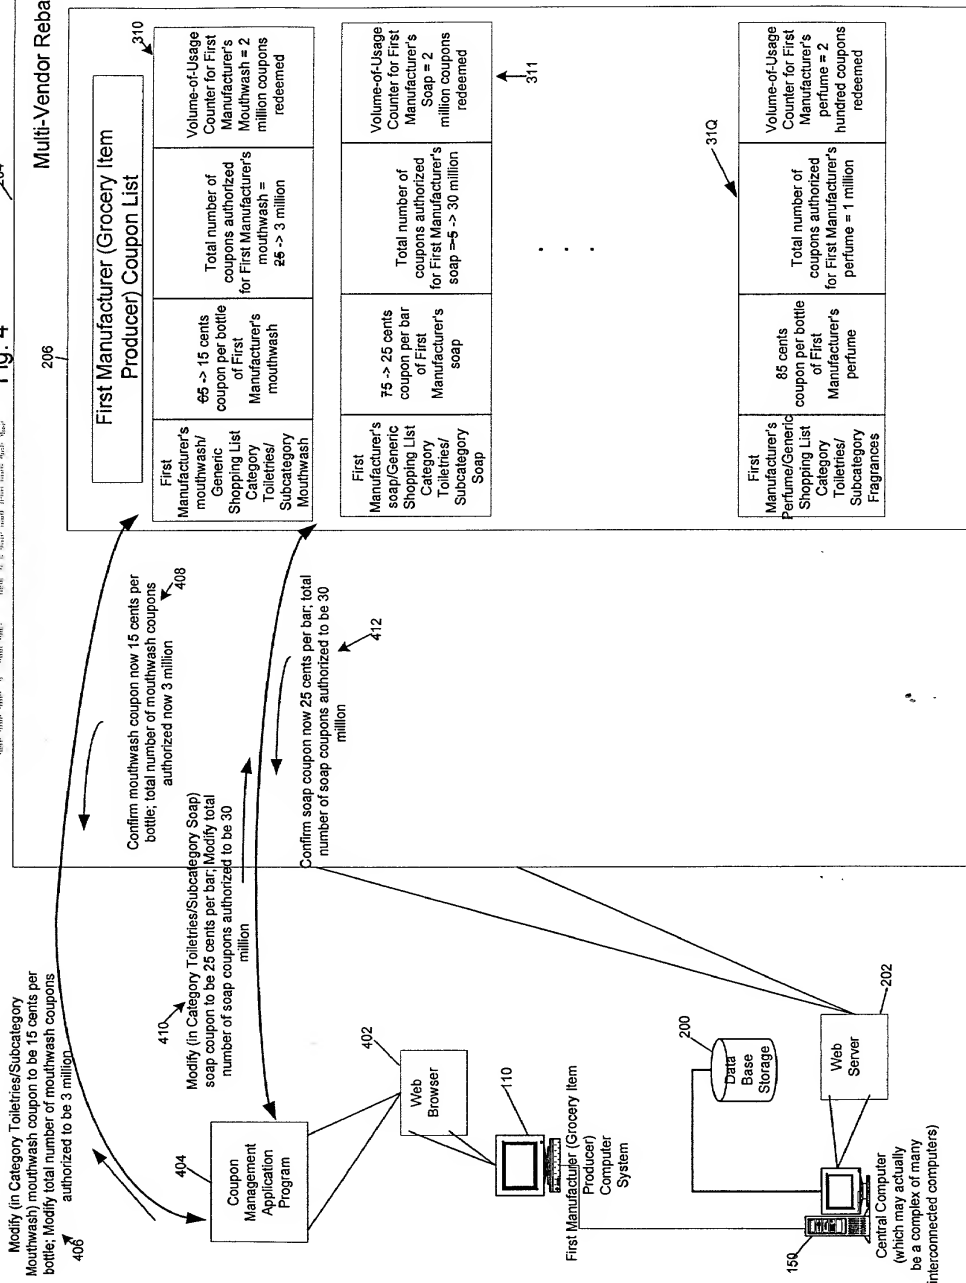 Fig. 4
204
Multi-Vendor Reba
206
First Manufacturer (Grocery Item
Producer) Coupon List
310
First
Manufacturer's
mouthwash/
Generic
Shopping List
Category
Toiletries/
Subcategory
Mouthwash
65 -> 15 cents
coupon per bottle
of First
Manufacturer's
mouthwash
Total number of
coupons authorized
for First Manufacturer's
mouthwash =
25 -> 3 million
Volume-of-Usage
Counter for First
Manufacturer's
Mouthwash = 2
million coupons
redeemed
First
Manufacturer's
soap/Generic
Shopping List
Category
Toiletries/
Subcategory
Soap
75 -> 25 cents
coupon per bar
of First
Manufacturer's
soap
Total number of
coupons authorized
for First Manufacturer's
soap =5 -> 30 million
Volume-of-Usage
Counter for First
Manufacturer's
Soap = 2
million coupons
redeemed
311
. . .
31Q
First
Manufacturer's
Perfume/Generic
Shopping List
Category
Toiletries/
Subcategory
Fragrances
85 cents
coupon per bottle
of First
Manufacturer's
perfume
Total number of
coupons authorized
for First Manufacturer's
perfume = 1 million
Volume-of-Usage
Counter for First
Manufacturer's
perfume = 2
hundred coupons
redeemed
Modify (in Category Toiletries/Subcategory
Mouthwash) mouthwash coupon to be 15 cents per
bottle; Modify total number of mouthwash coupons
authorized to be 3 million
406
Confirm mouthwash coupon now 15 cents per
bottle; total number of mouthwash coupons
authorized now 3 million
408
410
Modify (in Category Toiletries/Subcategory Soap)
soap coupon to be 25 cents per bar; Modify total
number of soap coupons authorized to be 30
million
Confirm soap coupon now 25 cents per bar; total
number of soap coupons authorized to be 30
million
412
404
Coupon
Management
Application
Program
402
Web
Browser
110
First Manufacturer (Grocery Item
Producer)
Computer
System
200
Data
Base
Storage
202
Web
Server
150
Central Computer
(which may actually
be a complex of many
interconnected computers)